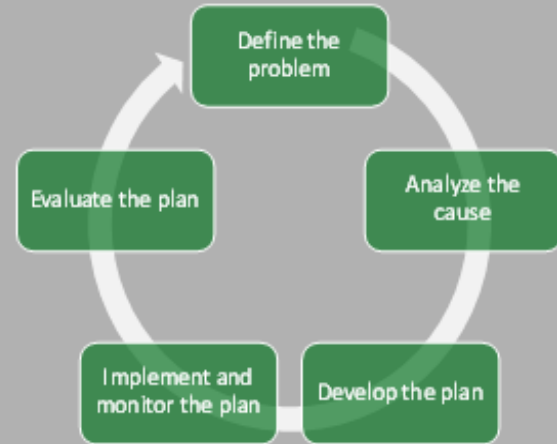 Define the
problem
Analyze the
cause
Develop the plan
Implement and
monitor the plan
Evaluate the plan